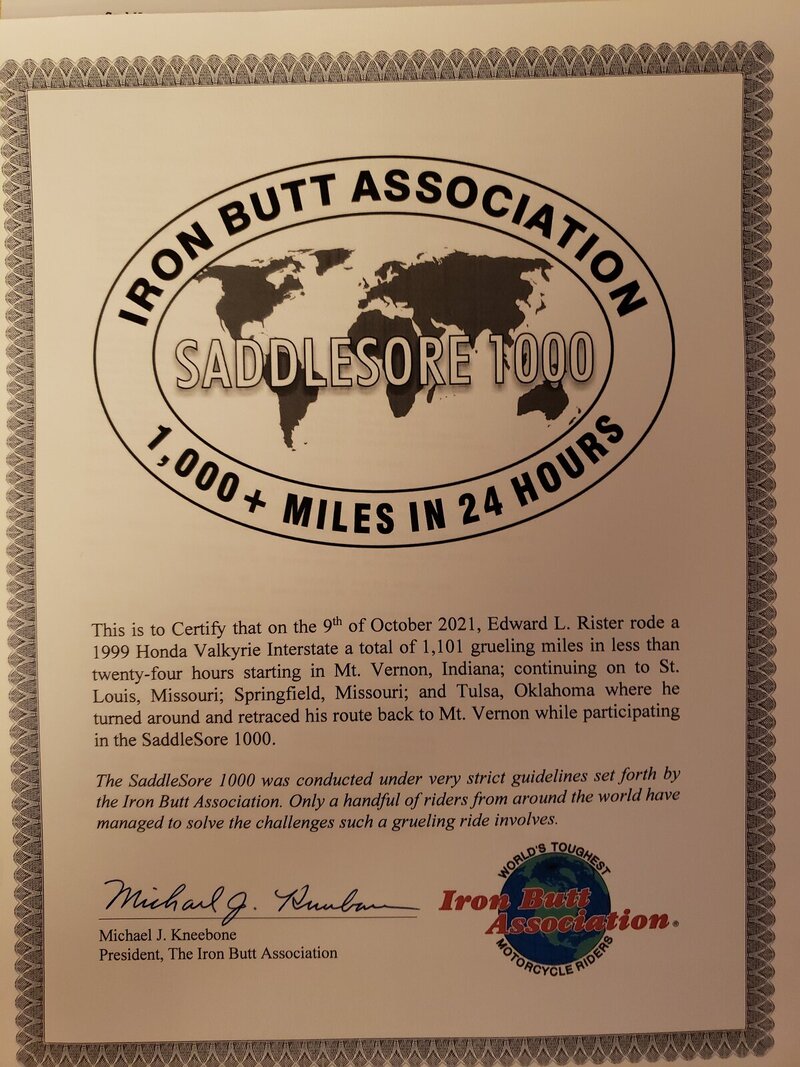 IRON BUTT ASSOCIATION
SADDLESORE 1000
1,000+ MILES IN 24 HOURS
This is to Certify that on the 9th of October 2021, Edward L. Rister rode a
1999 Honda Valkyrie Interstate a total of 1,101 grueling miles in less than
twenty-four hours starting in Mt. Vernon, Indiana; continuing on to St.
Louis, Missouri; Springfield, Missouri; and Tulsa, Oklahoma where he
turned around and retraced his route back to Mt. Vernon while participating
in the SaddleSore 1000.
The SaddleSore 1000 was conducted under very strict guidelines set forth by
the Iron Butt Association. Only a handful of riders from around the world have
managed to solve the challenges such a grueling ride involves.
Michael J. Kneebone
Michael J. Kneebone
President, The Iron Butt Association
WORLD'S TOUGHEST
Iron Butt
Association®
MOTORCYCLE RIDERS